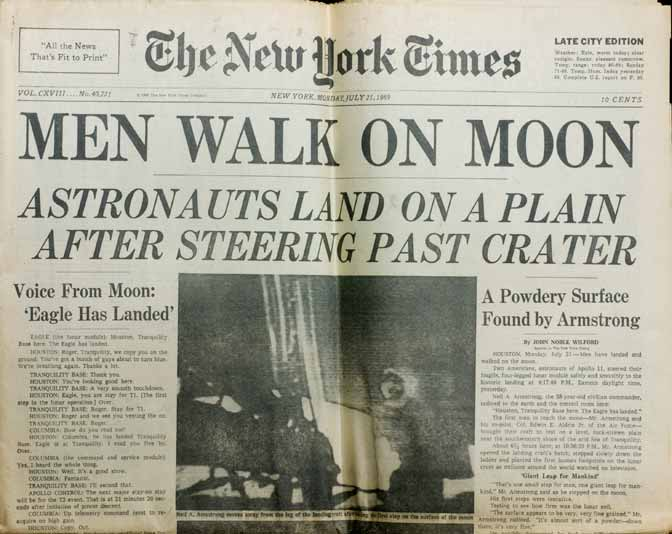 "All the News
That's Fit to Print"
The New York Times
LATE CITY EDITION
Weather: Rain, warm today; clear
tonight. Sunny, pleasant tomorrow.
Temp. range: today 80-66; Sunday
71-66. Temp.-Hum. Index yesterday
69. Complete U.S. report on P. 50.
VOL. CXVIII....No. 40,721
NEW YORK, MONDAY, JULY 21, 1969
10 CENTS
MEN WALK ON MOON
ASTRONAUTS LAND ON A PLAIN
AFTER STEERING PAST CRATER
Voice From Moon:
'Eagle Has Landed'
EAGLE (the lunar module): Houston, Tranquility
Base here. The Eagle has landed.
HOUSTON: Roger, Tranquility, we copy you on the
ground. You've got a bunch of guys about to turn blue.
We're breathing again. Thanks a lot.
TRANQUILITY BASE: Thank you.
HOUSTON: You're looking good here.
TRANQUILITY BASE: A very smooth touchdown.
HOUSTON: Eagle, you are stay for T1. [The first
step in the lunar operation.] Over.
TRANQUILITY BASE: Roger. Stay for T1.
HOUSTON: Roger and we see you venting the ox.
TRANQUILITY BASE: Roger.
COLUMBIA: How do you read me?
HOUSTON: Columbia, he has landed Tranquility
Base. Eagle is at Tranquility. I read you five by.
Over.
COLUMBIA (the command and service module):
Yes, I heard the whole thing.
HOUSTON: Well, it's a good show.
COLUMBIA: Fantastic.
TRANQUILITY BASE: I'll second that.
APOLLO CONTROL: The next major stay-no stay
will be for the T2 event. That is at 21 minutes 26 sec-
onds after initiation of power descent.
COLUMBIA: Up telemetry command reset to re-
acquire on high gain.
HOUSTON: Copy. Out.
Neil A. Armstrong moves away from the leg of the landing craft after taking the first step on the surface of the moon
A Powdery Surface
Found by Armstrong
By JOHN NOBLE WILFORD
Special to The New York Times
HOUSTON, Monday, July 21—Men have landed and
walked on the moon.
Two Americans, astronauts of Apollo 11, steered their
fragile, four-legged lunar module safely and smoothly to the
historic landing at 4:17:40 P.M., Eastern daylight time,
yesterday.
Neil A. Armstrong, the 38-year-old civilian commander,
radioed to the earth and the mission control room here:
"Houston, Tranquility Base here. The Eagle has landed."
The first men to reach the moon—Mr. Armstrong and
his co-pilot, Col. Edwin E. Aldrin Jr. of the Air Force—
brought their craft to rest on a level, rock-strewn plain
near the southwestern shore of the arid Sea of Tranquility.
About six and a half hours later, at 10:56:20 P.M., Mr. Armstrong
opened the landing craft's hatch, stepped slowly down the
ladder and planted the first human footprint on the lunar
crust as millions around the world watched on television.
'Giant Leap for Mankind'
"That's one small step for man, one giant leap for man-
kind," Mr. Armstrong said as he stepped on the moon.
His first steps were tentative.
Testing to see how firm was the lunar soil,
"The surface appears to be very, very fine grained," Mr.
Armstrong radioed. "It's almost sort of a powder—down
there, it's very fine."